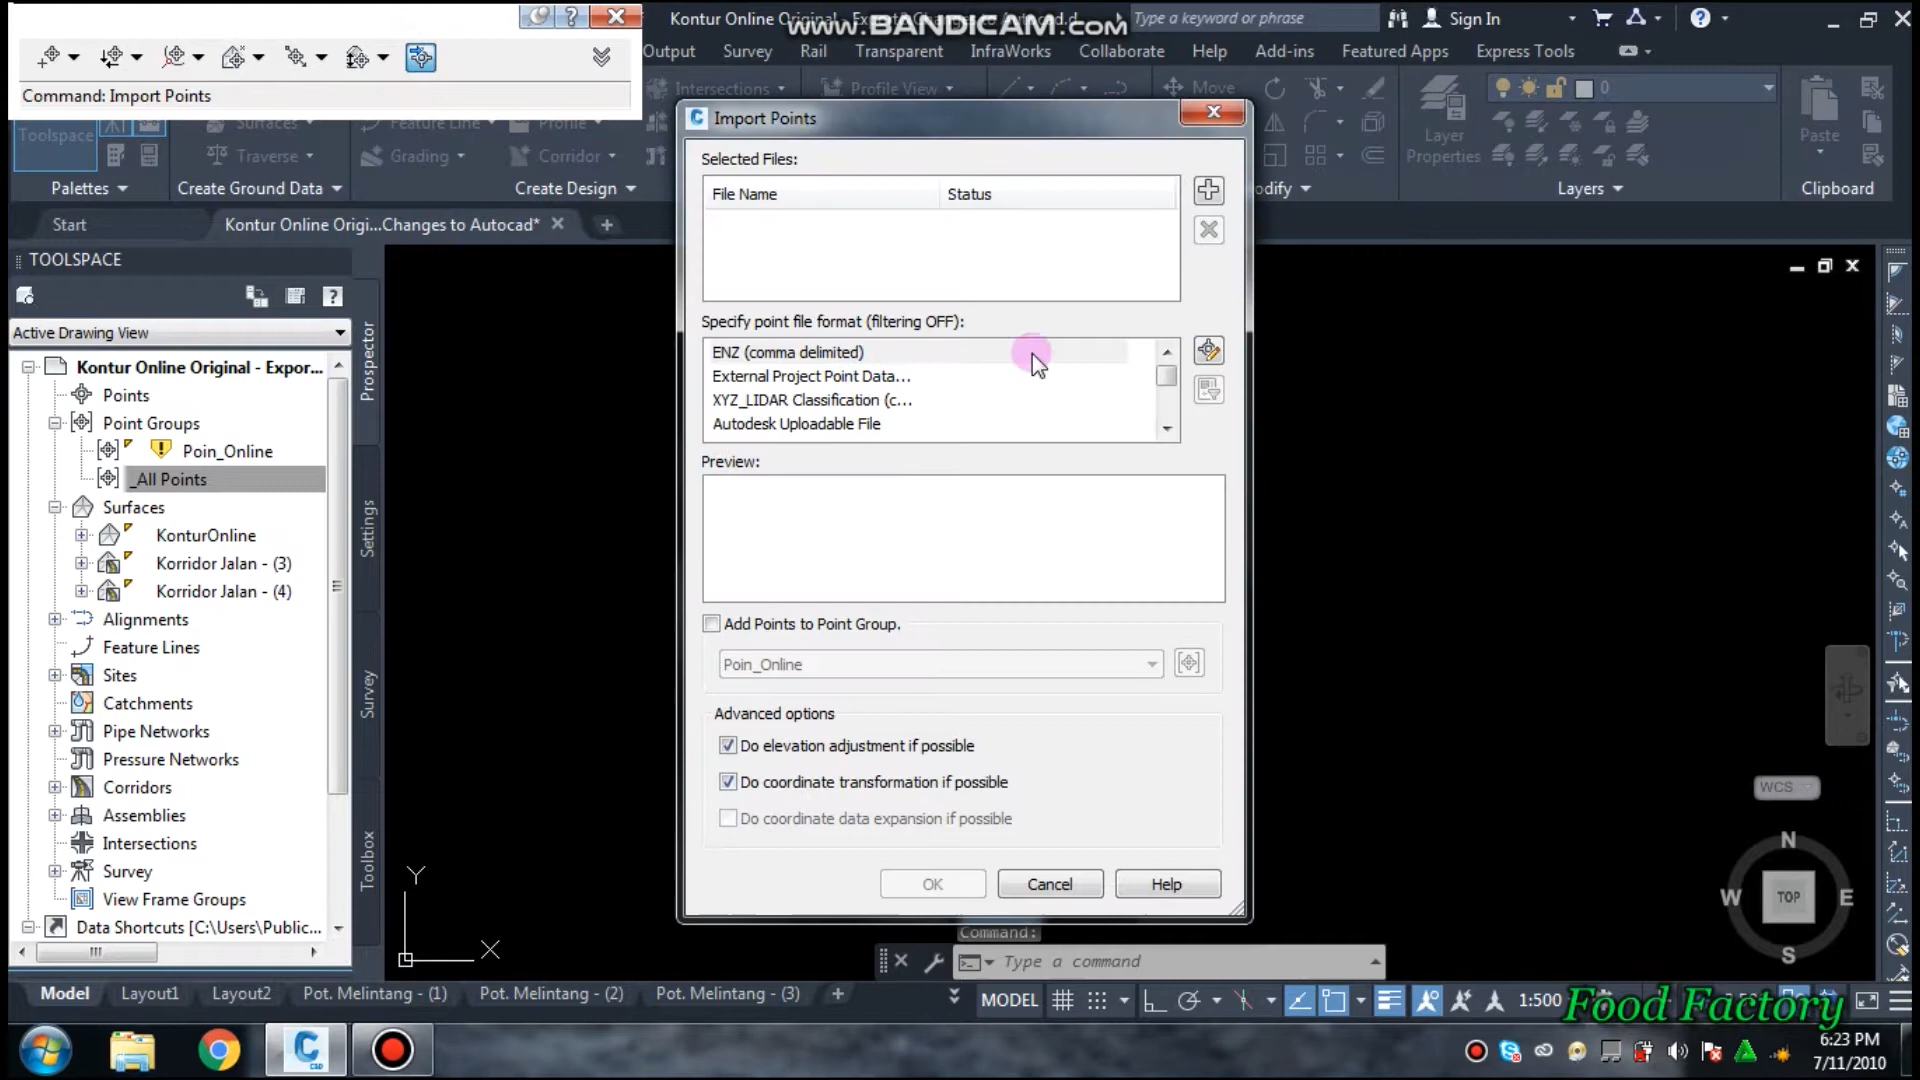 Kontur Online Original - Export
www.BANDICAM.com
Type a keyword or phrase
Sign In
Command: Import Points
Output
Survey
Rail
Transparent
InfraWorks
Collaborate
Help
Add-ins
Featured Apps
Express Tools
Toolspace
Surfaces
Traverse
Feature Line
Grading
Intersections
Profile
Corridor
Profile View
Move
Layer
Properties
0
Paste
Palettes
Create Ground Data
Create Design
odify
Layers
Clipboard
Start
Kontur Online Origi...Changes to Autocad*
TOOLSPACE
Active Drawing View
Kontur Online Original - Expor...
Points
Point Groups
Poin_Online
_All Points
Surfaces
KonturOnline
Korridor Jalan - (3)
Korridor Jalan - (4)
Alignments
Feature Lines
Sites
Catchments
Pipe Networks
Pressure Networks
Corridors
Assemblies
Intersections
Survey
View Frame Groups
Data Shortcuts [C:\Users\Public...
Prospector
Settings
Survey
Toolbox
Import Points
Selected Files:
File Name
Status
Specify point file format (filtering OFF):
ENZ (comma delimited)
External Project Point Data...
XYZ_LIDAR Classification (c...
Autodesk Uploadable File
Preview:
Add Points to Point Group.
Poin_Online
Advanced options
Do elevation adjustment if possible
Do coordinate transformation if possible
Do coordinate data expansion if possible
OK
Cancel
Help
Command:
Type a command
Y
X
WCS
N
W
TOP
E
S
Model
Layout1
Layout2
Pot. Melintang - (1)
Pot. Melintang - (2)
Pot. Melintang - (3)
MODEL
1:500
Food Factory
6:23 PM
7/11/2010